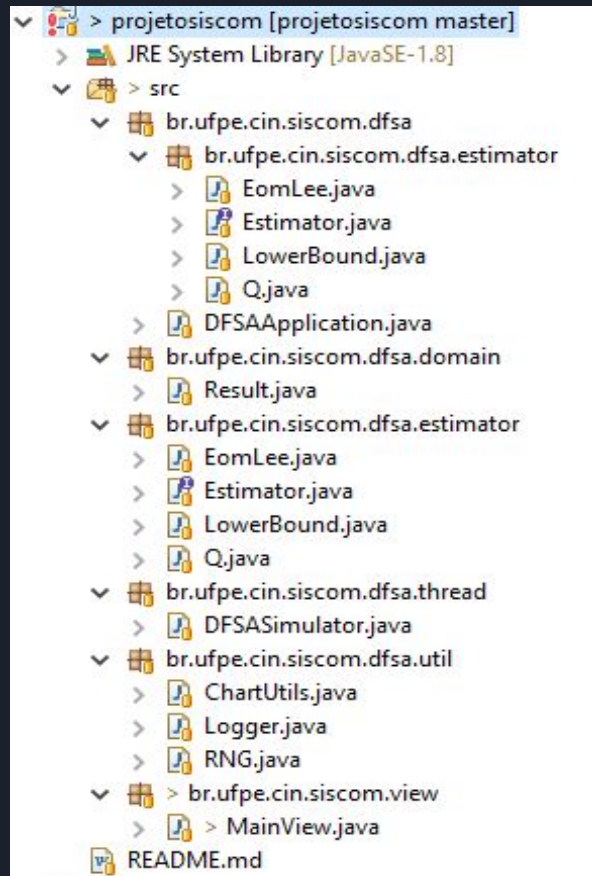 > projetosiscom [projetosiscom master]
JRE System Library [JavaSE-1.8]
> src
br.ufpe.cin.siscom.dfsa
br.ufpe.cin.siscom.dfsa.estimator
EomLee.java
Estimator.java
LowerBound.java
Q.java
DFSAApplication.java
br.ufpe.cin.siscom.dfsa.domain
Result.java
br.ufpe.cin.siscom.dfsa.estimator
EomLee.java
Estimator.java
LowerBound.java
Q.java
br.ufpe.cin.siscom.dfsa.thread
DFSASimulator.java
br.ufpe.cin.siscom.dfsa.util
ChartUtils.java
Logger.java
RNG.java
> br.ufpe.cin.siscom.view
> MainView.java
README.md